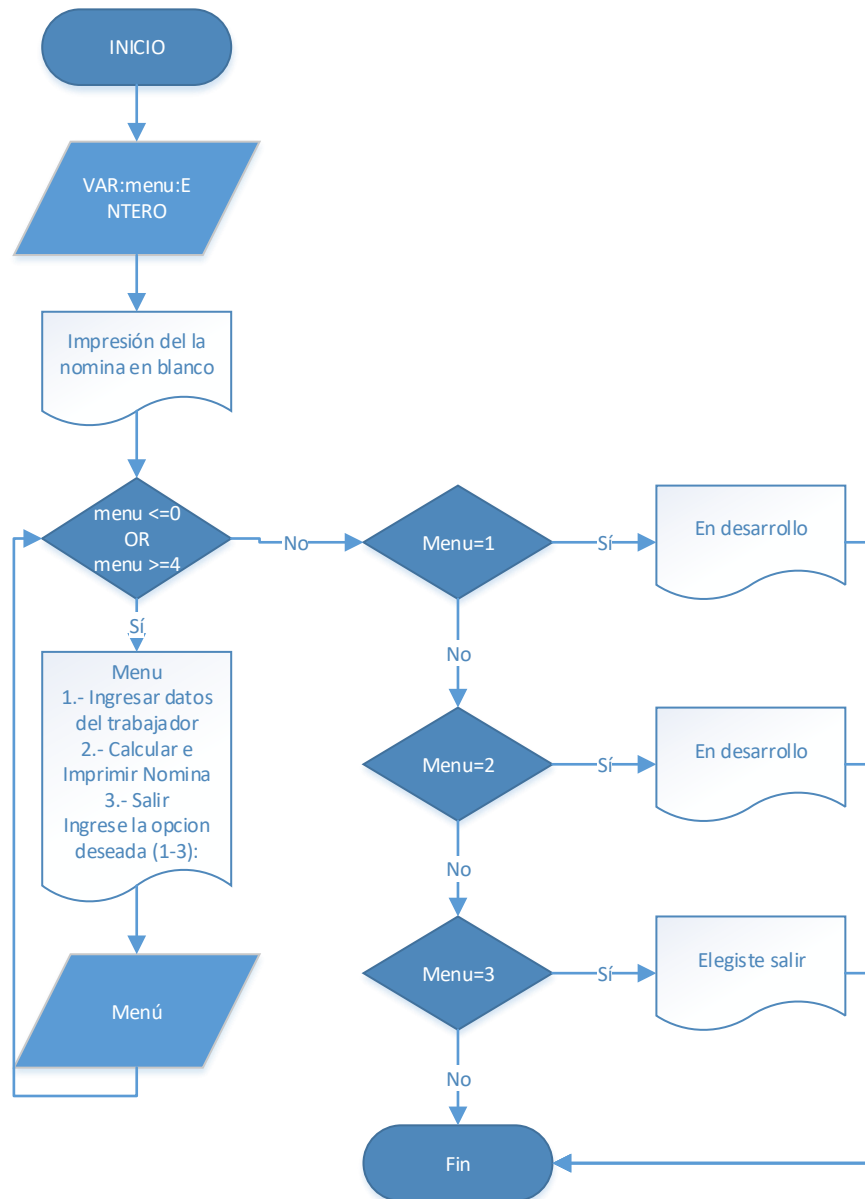 INICIO
VAR:menu:E
NTERO
Impresión del la
nomina en blanco
menu <=0
OR
menu >=4
No
Sí
Menu
1.- Ingresar datos
del trabajador
2.- Calcular e
Imprimir Nomina
3.- Salir
Ingrese la opcion
deseada (1-3):
Menú
Menu=1
Sí
En desarrollo
No
Menu=2
Sí
En desarrollo
No
Menu=3
Sí
Elegiste salir
No
Fin